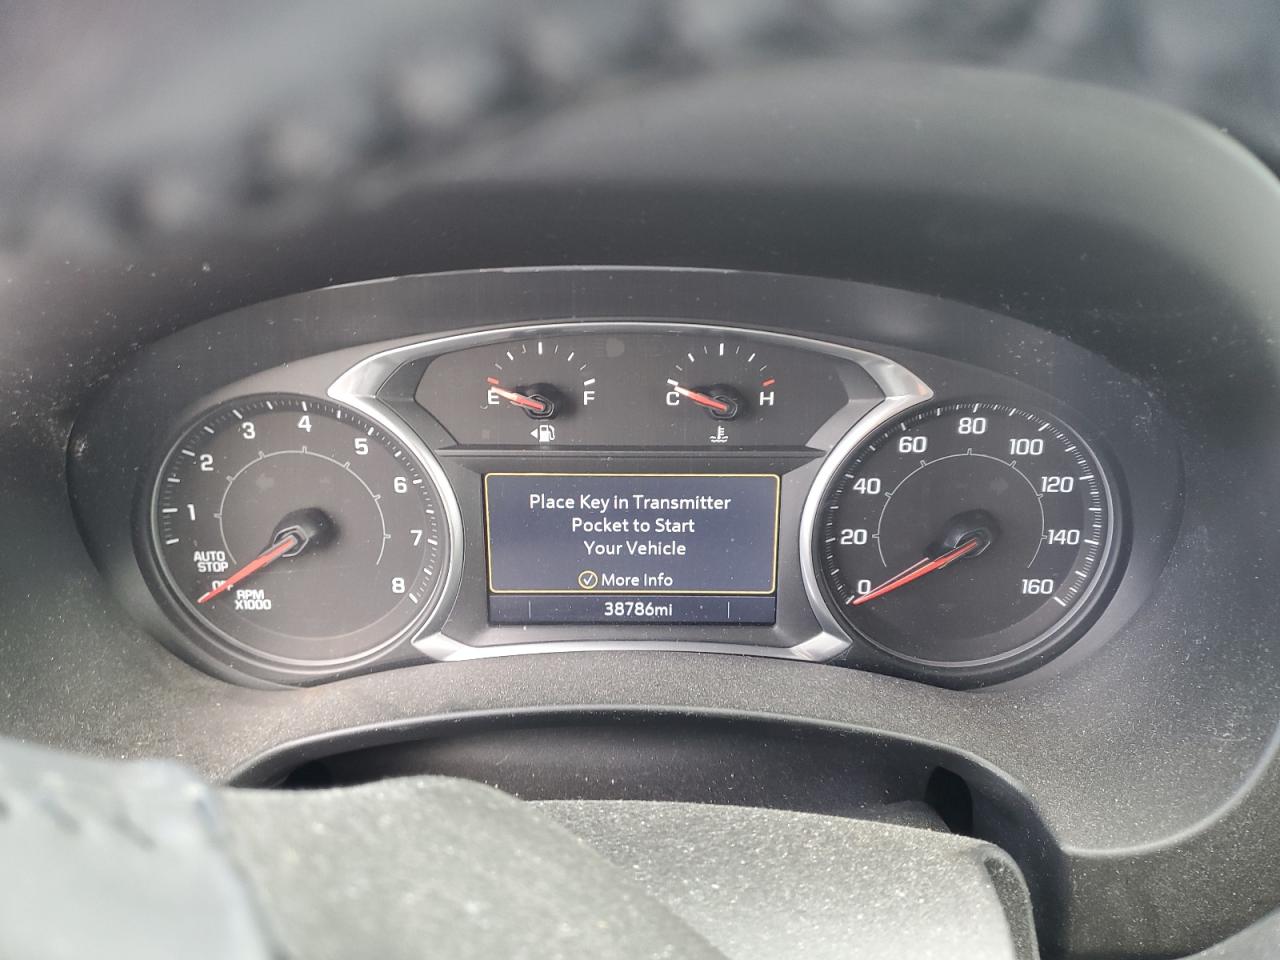 E F
C H
1
2
3
4
5
6
7
8
AUTO
STOP
RPM
X1000
Place Key in Transmitter
Pocket to Start
Your Vehicle
More Info
38786mi
0
20
40
60
80
100
120
140
160